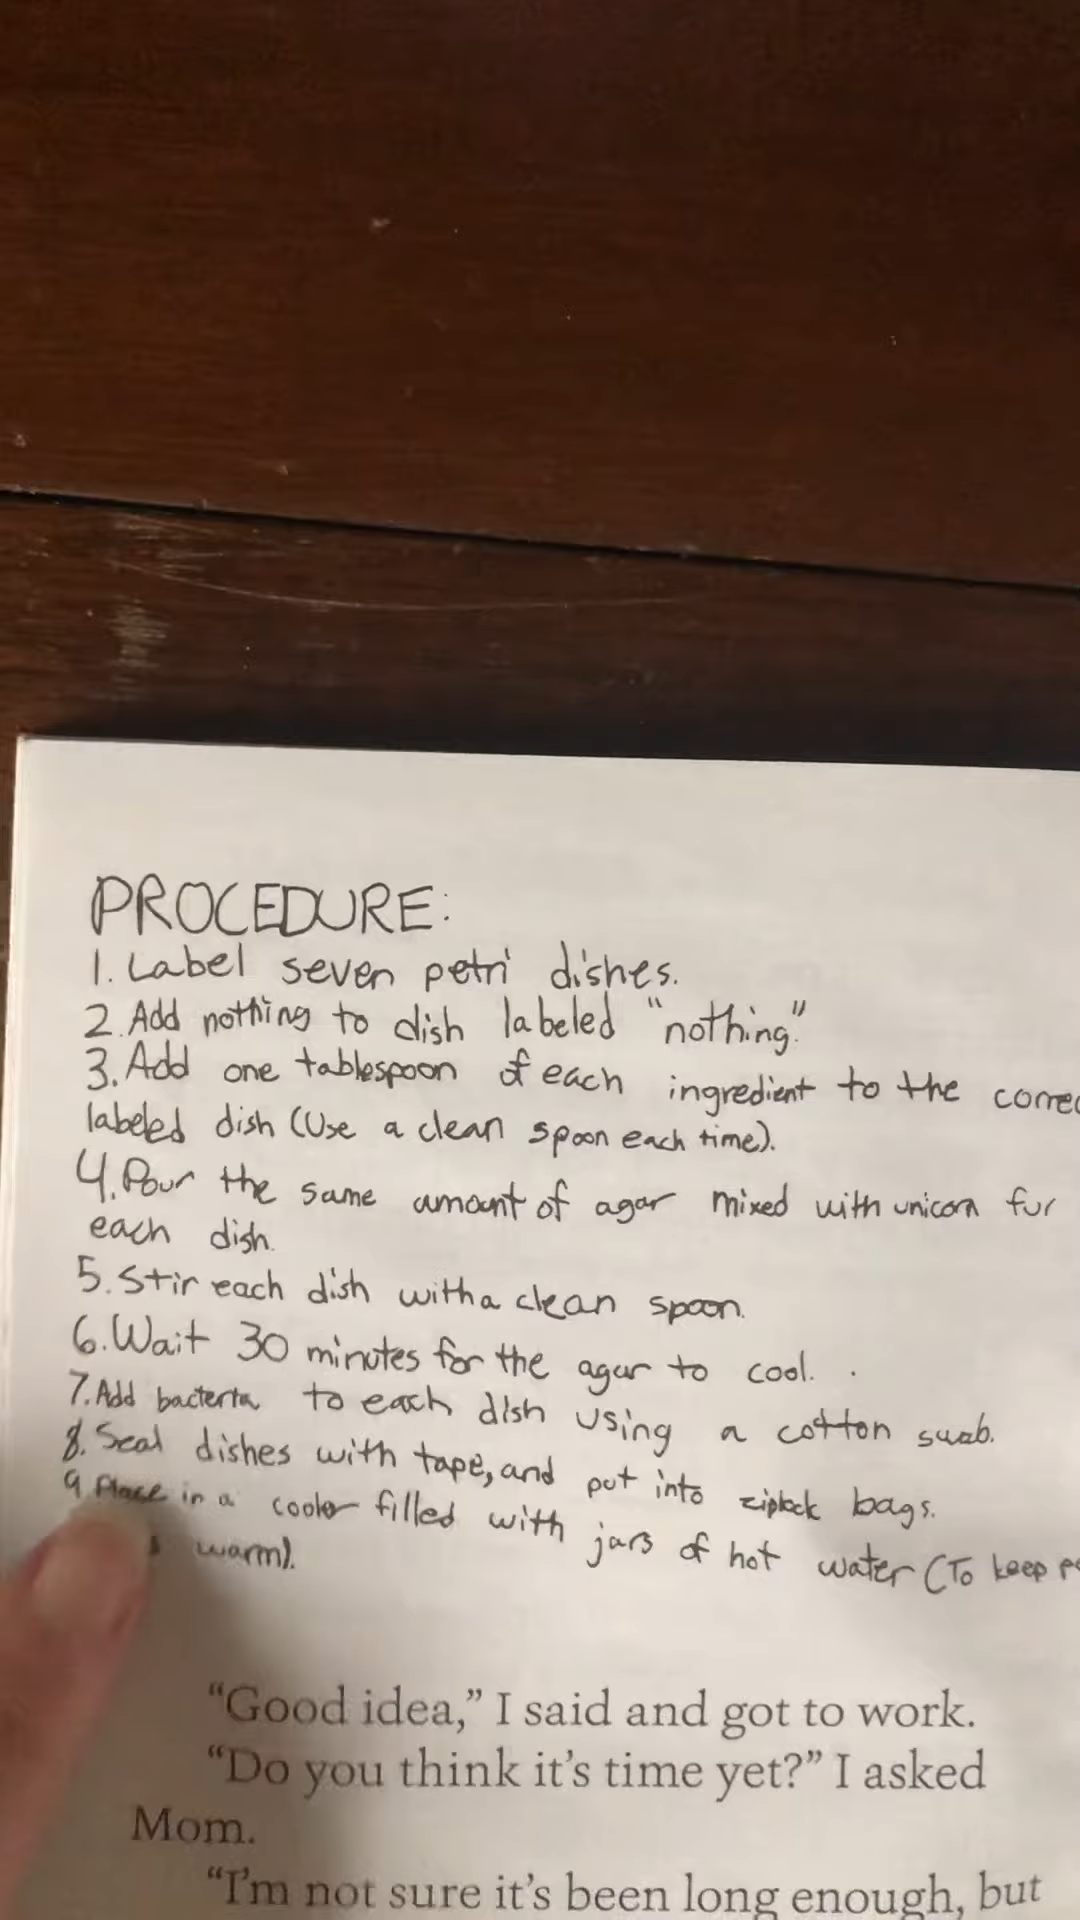 PROCEDURE:
1. Label seven petri dishes.
2. Add nothing to dish labeled "nothing."
3. Add one tablespoon of each ingredient to the correc
labeled dish (Use a clean spoon each time).
4. Pour the same amount of agar mixed with unicorn fur
each dish.
5. Stir each dish with a clean spoon.
6. Wait 30 minutes for the agar to cool.
7. Add bacteria to each dish using a cotton swab.
8. Seal dishes with tape, and put into ziplock bags.
9. Place in a cooler filled with jars of hot water (To keep
warm).
“Good idea,” I said and got to work.
“Do you think it’s time yet?” I asked
Mom.
“I’m not sure it’s been long enough, but